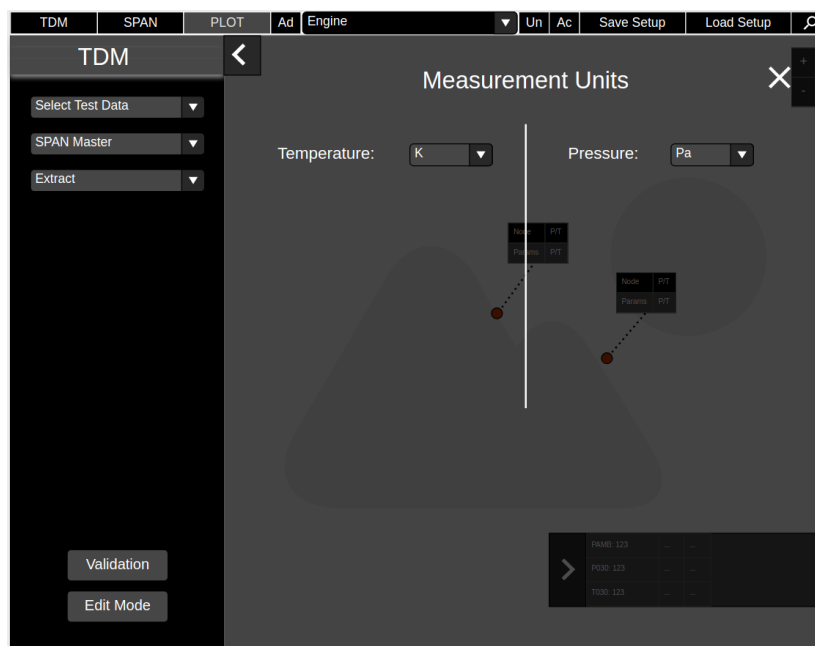 TDM SPAN PLOT Ad Engine Un Ac Save Setup Load Setup
TDM
Measurement Units
+
-
Select Test Data
SPAN Master
Extract
Temperature: K Pressure: Pa
Node P/T
Params P/T
Node P/T
Params P/T
PAMB: 123 ... ...
P030: 123 ... ...
T030: 123 ... ...
Validation
Edit Mode